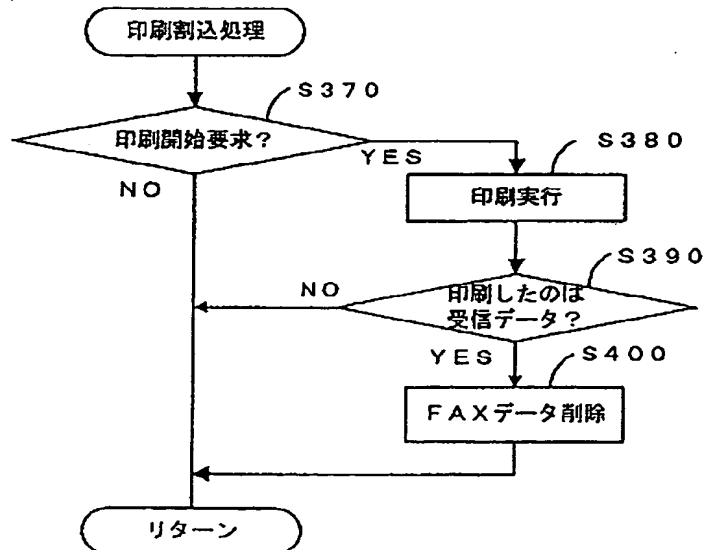 印刷割込処理
S370
印刷開始要求?
YES
NO
S380
印刷実行
S390
NO
印刷したのは
受信データ?
YES
S400
FAXデータ削除
リターン